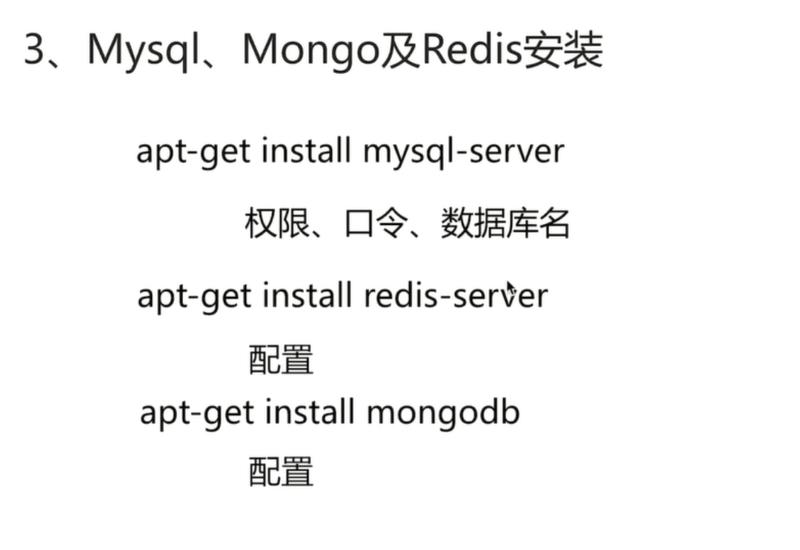 3、Mysql、Mongo及Redis安装
apt-get install mysql-server
权限、口令、数据库名
apt-get install redis-server
配置
apt-get install mongodb
配置